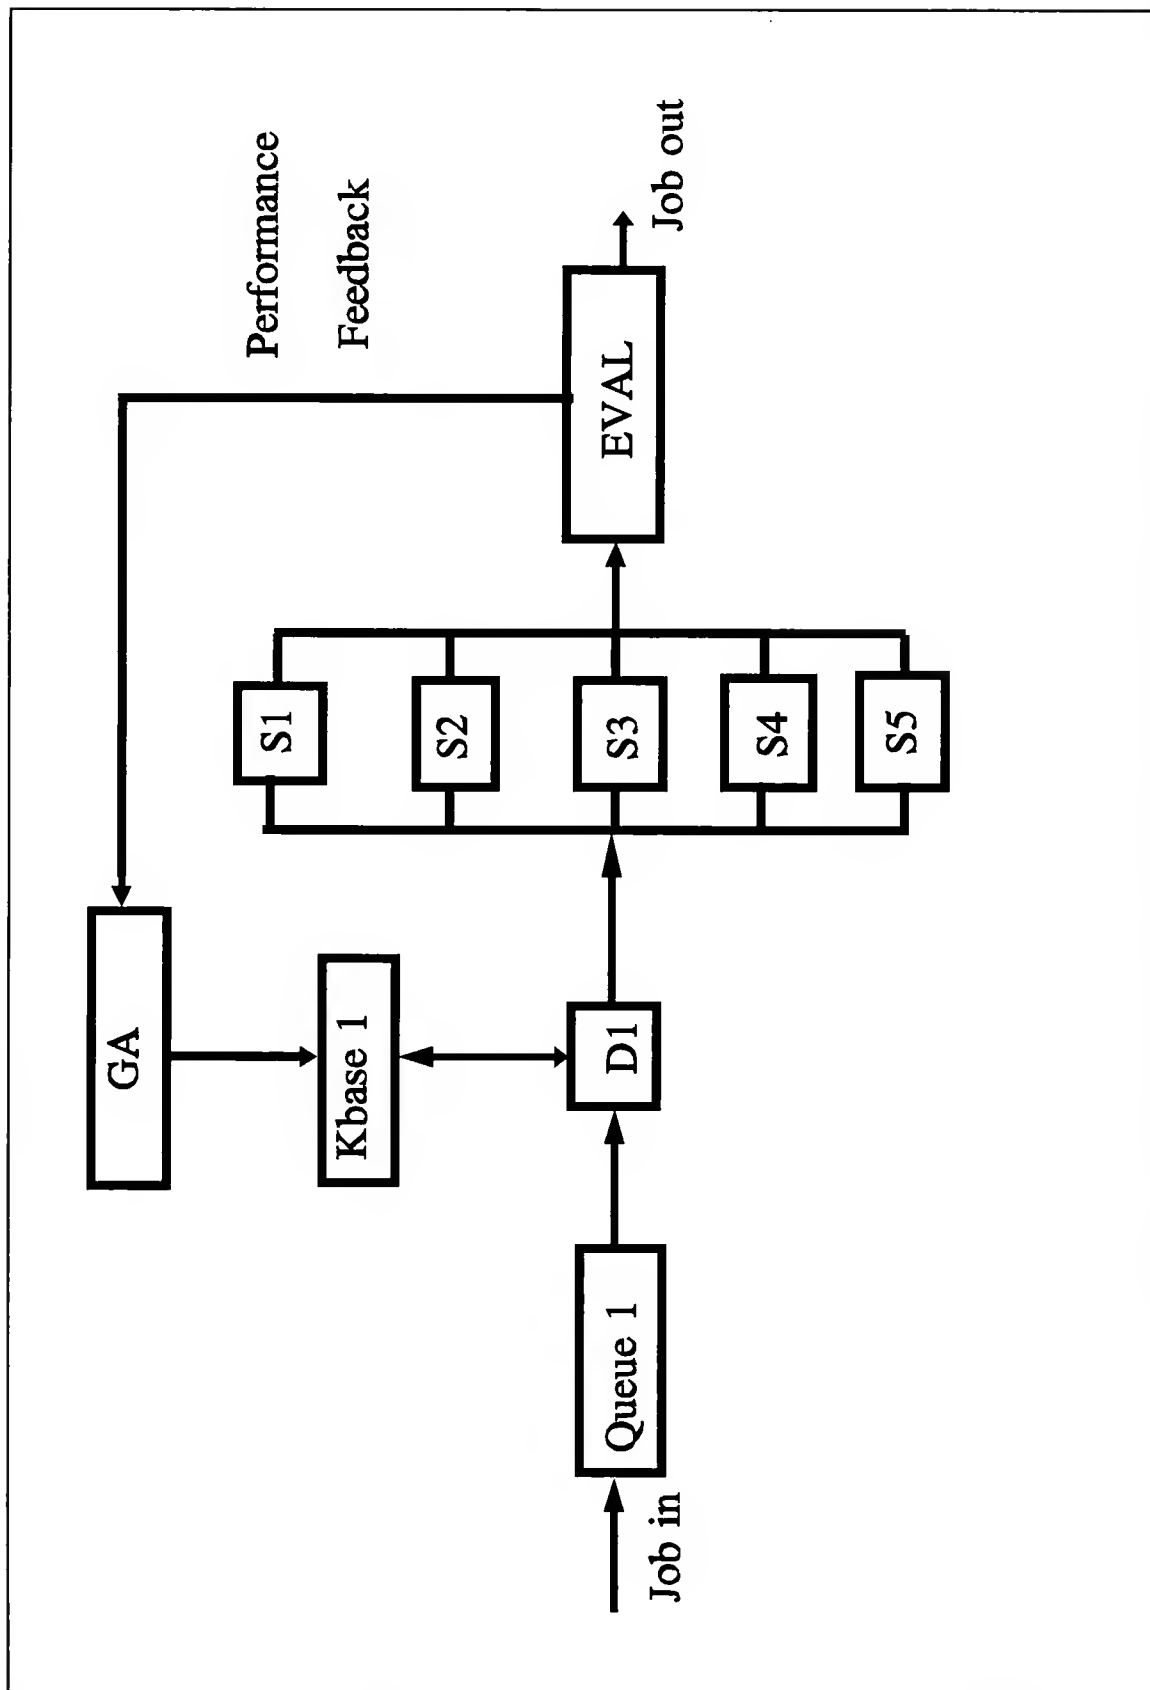 GA
Performance
Feedback
Kbase 1
S1
S2
S3
S4
S5
Queue 1
D1
EVAL
Job in
Job out